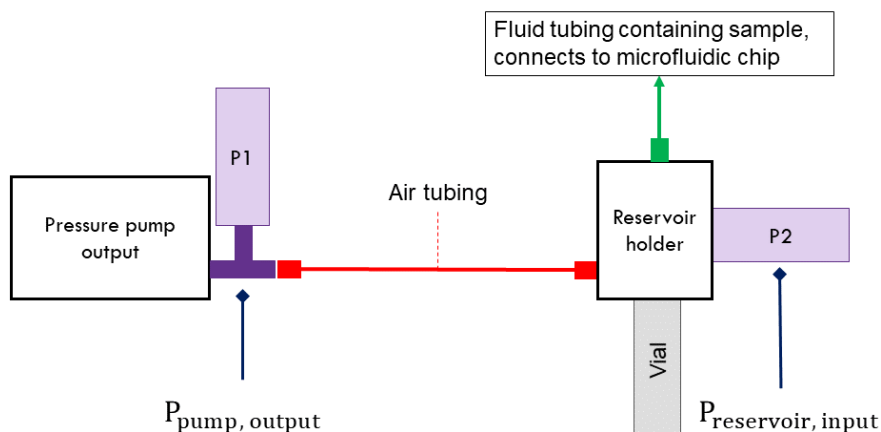 Fluid tubing containing sample,
connects to microfluidic chip
P1
Pressure pump
output
Air tubing
Reservoir
holder
P2
Vial
P_pump, output
P_reservoir, input